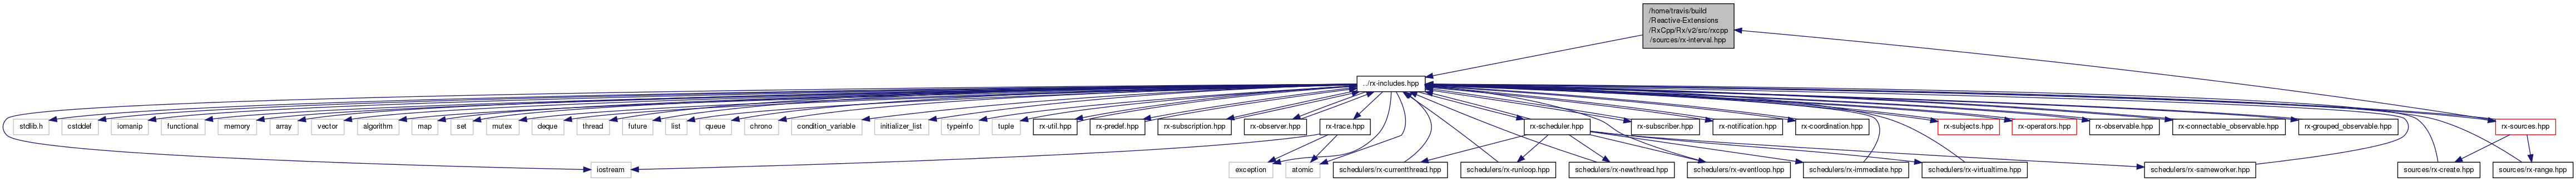 /home/travis/build
/Reactive-Extensions
/RxCpp/Rx/v2/src/rxcpp
/sources/rx-interval.hpp
../rx-includes.hpp
stdlib.h
cstddef
iomanip
functional
memory
array
vector
algorithm
map
set
mutex
deque
thread
future
list
queue
chrono
condition_variable
initializer_list
typeinfo
tuple
rx-util.hpp
rx-predef.hpp
rx-subscription.hpp
rx-observer.hpp
rx-trace.hpp
rx-scheduler.hpp
rx-subscriber.hpp
rx-notification.hpp
rx-coordination.hpp
rx-subjects.hpp
rx-operators.hpp
rx-observable.hpp
rx-connectable_observable.hpp
rx-grouped_observable.hpp
rx-sources.hpp
iostream
exception
atomic
schedulers/rx-currentthread.hpp
schedulers/rx-runloop.hpp
schedulers/rx-newthread.hpp
schedulers/rx-eventloop.hpp
schedulers/rx-immediate.hpp
schedulers/rx-virtualtime.hpp
schedulers/rx-sameworker.hpp
sources/rx-create.hpp
sources/rx-range.hpp